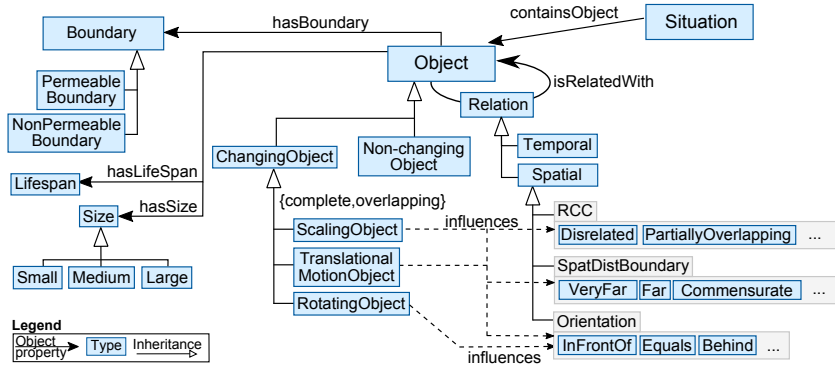 hasBoundary
containsObject
Situation
Boundary
Object
isRelatedWith
Permeable
Boundary
Relation
NonPermeable
Boundary
Temporal
ChangingObject
Non-changing
Object
Spatial
hasLifeSpan
Lifespan
{complete,overlapping}
RCC
hasSize
Size
influences
ScalingObject
Disrelated PartiallyOverlapping ...
Translational
MotionObject
SpatDistBoundary
Small Medium Large
VeryFar Far Commensurate ...
RotatingObject
Orientation
InFrontOf Equals Behind ...
influences
Legend
Object
property
Type
Inheritance